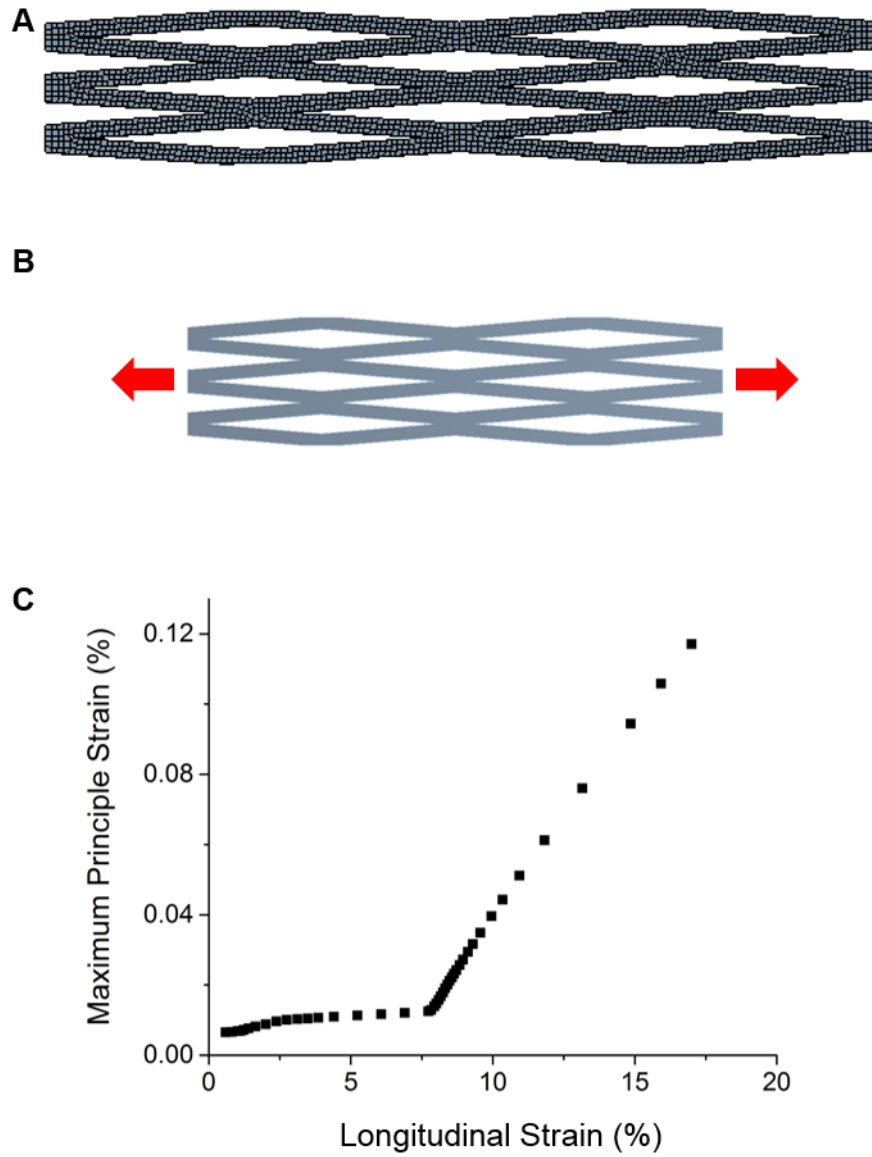 A
B
C
Maximum Principle Strain (%)
0.12
0.08
0.04
0.00
0 5 10 15 20
Longitudinal Strain (%)